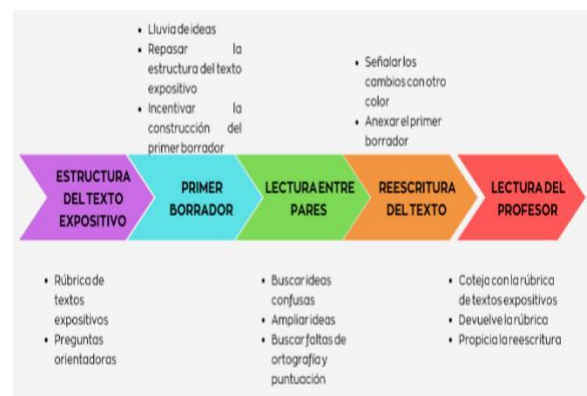 • Lluvia de ideas
• Repasar la
estructura del texto
expositivo
• Incentivar la
construcción del
primer borrador
• Señalar los
cambios con otro
color
• Anexar el primer
borrador
ESTRUCTURA
DEL TEXTO
EXPOSITIVO
PRIMER
BORRADOR
LECTURA ENTRE
PARES
REESCRITURA
DEL TEXTO
LECTURA DEL
PROFESOR
• Rúbrica de
textos
expositivos
• Preguntas
orientadoras
• Buscar ideas
confusas
• Ampliar ideas
• Buscar faltas de
ortografía y
puntuación
• Coteja con la rúbrica
de textos expositivos
• Devuelve la rúbrica
• Propicia la reescritura